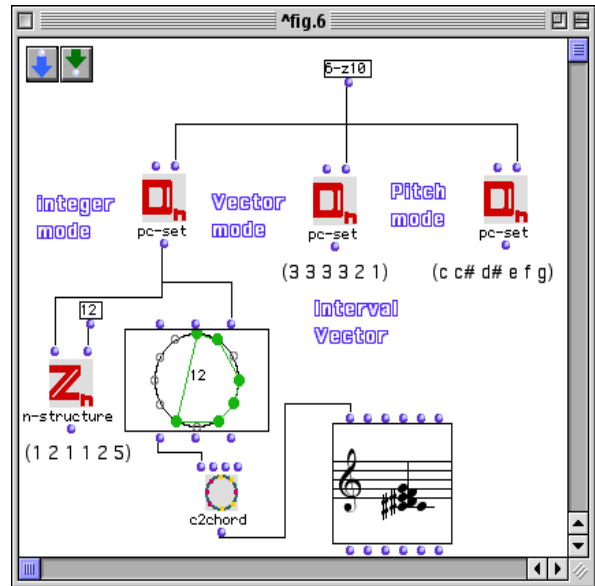 ^fig.6
6-z10
integer
mode
Vector
mode
Pitch
mode
pc-set
pc-set
pc-set
n
n
n
(3 3 3 3 2 1)
(c c# d# e f g)
Interval
Vector
12
12
n
n-structure
(1 2 1 1 2 5)
c2chord